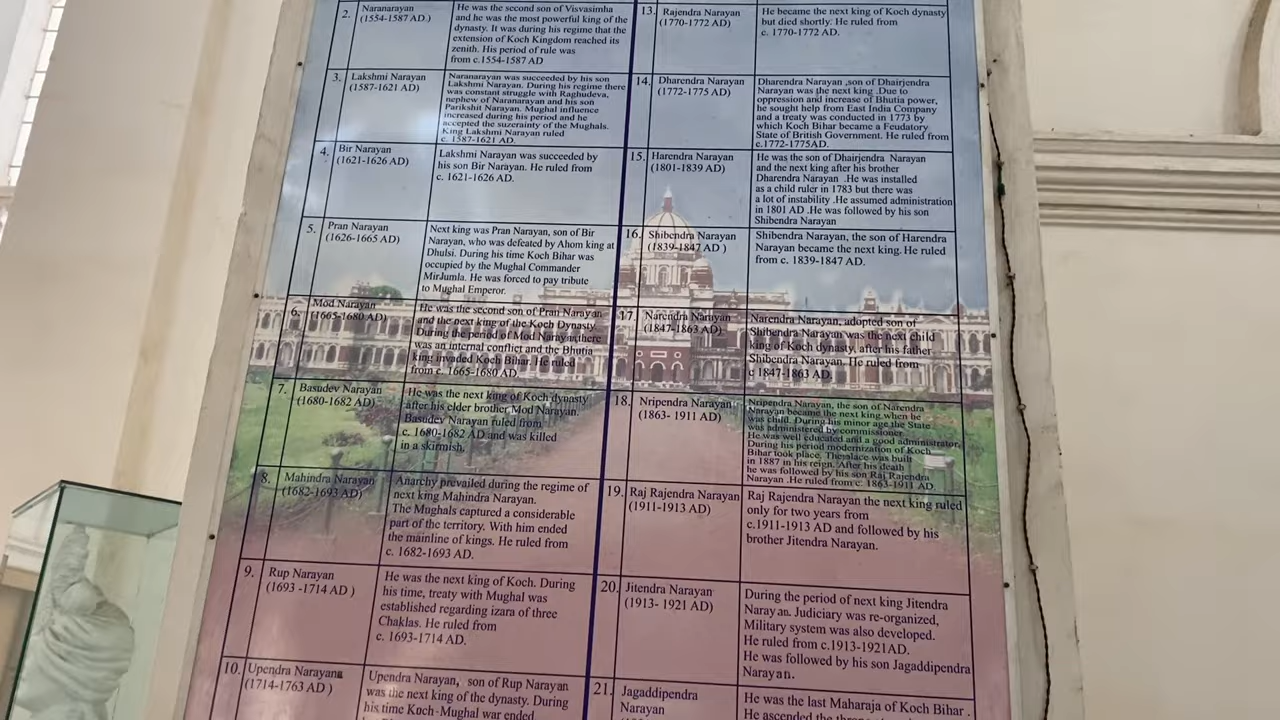 2. Naranarayan
(1554-1587 AD )
He was the second son of Visvasimha
and he was the most powerful king of the
dynasty. It was during his regime that the
extension of Koch Kingdom reached its
zenith. His period of rule was
from c.1554-1587 AD
3. Lakshmi Narayan
(1587-1621 AD)
Naranarayan was succeeded by his son
Lakshmi Narayan. During his regime there
was constant struggle with Raghudeva,
nephew of Naranarayan and his son
Parikshit Narayan. Mughal influence
increased during his period and he
accepted the suzerainty of the Mughals.
King Lakshmi Narayan ruled
c. 1587-1621 AD.
4. Bir Narayan
(1621-1626 AD)
Lakshmi Narayan was succeeded by
his son Bir Narayan. He ruled from
c. 1621-1626 AD.
5. Pran Narayan
(1626-1665 AD)
Next king was Pran Narayan, son of Bir
Narayan, who was defeated by Ahom king at
Dhulsi. During his time Koch Bihar was
occupied by the Mughal Commander
MirJumla. He was forced to pay tribute
to Mughal Emperor.
6. Mod Narayan
(1665-1680 AD)
He was the second son of Pran Narayan
and the next king of the Koch Dynasty.
During the period of Mod Narayan,there
was an internal conflict and the Bhutia
king invaded Koch Bihar. He ruled
from c. 1665-1680 AD.
7. Basudev Narayan
(1680-1682 AD)
He was the next king of Koch dynasty
after his elder brother Mod Narayan.
Basudev Narayan ruled from
c. 1680-1682 AD and was killed
in a skirmish.
8. Mahindra Narayan
(1682-1693 AD)
Anarchy prevailed during the regime of
next king Mahindra Narayan.
The Mughals captured a considerable
part of the territory. With him ended
the mainline of kings. He ruled from
c. 1682-1693 AD.
9. Rup Narayan
(1693 -1714 AD )
He was the next king of Koch. During
his time, treaty with Mughal was
established regarding izara of three
Chaklas. He ruled from
c. 1693-1714 AD.
10. Upendra Narayana
(1714-1763 AD )
Upendra Narayan, son of Rup Narayan
was the next king of the dynasty. During
his time Koch-Mughal war ended
13. Rajendra Narayan
(1770-1772 AD)
He became the next king of Koch dynasty
but died shortly. He ruled from
c. 1770-1772 AD.
14. Dharendra Narayan
(1772-1775 AD)
Dharendra Narayan ,son of Dhairjendra
Narayan was the next king .Due to
oppression and increase of Bhutia power,
he sought help from East India Company
and a treaty was conducted in 1773 by
which Koch Bihar became a Feudatory
State of British Government. He ruled from
c.1772-1775AD.
15. Harendra Narayan
(1801-1839 AD)
He was the son of Dhairjendra Narayan
and the next king after his brother
Dharendra Narayan .He was installed
as a child ruler in 1783 but there was
a lot of instability .He assumed administration
in 1801 AD .He was followed by his son
Shibendra Narayan
16. Shibendra Narayan
(1839-1847 AD )
Shibendra Narayan, the son of Harendra
Narayan became the next king. He ruled
from c. 1839-1847 AD.
17. Narendra Narayan
(1847-1863 AD)
Narendra Narayan, adopted son of
Shibendra Narayan was the next child
king of Koch dynasty, after his father
Shibendra Narayan. He ruled from
c 1847-1863 AD.
18. Nripendra Narayan
(1863- 1911 AD)
Nripendra Narayan, the son of Narendra
Narayan became the next king when he
was child. During his minor age the State
was administered by commissioner.
He was well educated and a good administrator.
During his period modernization of Koch
Bihar took place. The palace was built
in 1887 in his reign. After his death
he was followed by his son Raj Rajendra
Narayan .He ruled from c. 1863-1911 AD.
19. Raj Rajendra Narayan
(1911-1913 AD)
Raj Rajendra Narayan the next king ruled
only for two years from
c.1911-1913 AD and followed by his
brother Jitendra Narayan.
20. Jitendra Narayan
(1913- 1921 AD)
During the period of next king Jitendra
Narayan. Judiciary was re-organized,
Military system was also developed.
He ruled from c.1913-1921AD.
He was followed by his son Jagaddipendra
Narayan.
21. Jagaddipendra
Narayan
He was the last Maharaja of Koch Bihar .
He ascended the